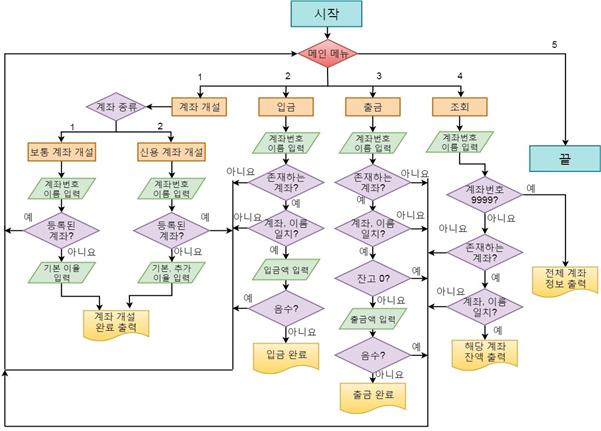 시작
메인 메뉴
5
1
2
3
4
계좌 종류
계좌 개설
입금
출금
조회
1
2
보통 계좌 개설
신용 계좌 개설
계좌번호
이름 입력
계좌번호
이름 입력
계좌번호
이름 입력
끝
계좌번호
이름 입력
계좌번호
이름 입력
아니요
존재하는
계좌?
아니요
존재하는
계좌?
계좌번호
9999?
예
예
등록된
계좌?
아니요
등록된
계좌?
예
아니요
예
계좌, 이름
일치?
아니요
예
계좌, 이름
일치?
아니요
존재하는
계좌?
기본 이율
입력
기본, 추가
이율 입력
입금액 입력
잔고 0?
예
아니요
예
전체 계좌
정보 출력
계좌 개설
완료 출력
예
음수?
아니요
아니요
출금액 입력
아니요
계좌, 이름
일치?
예
입금 완료
음수?
예
아니요
해당 계좌
잔액 출력
출금 완료